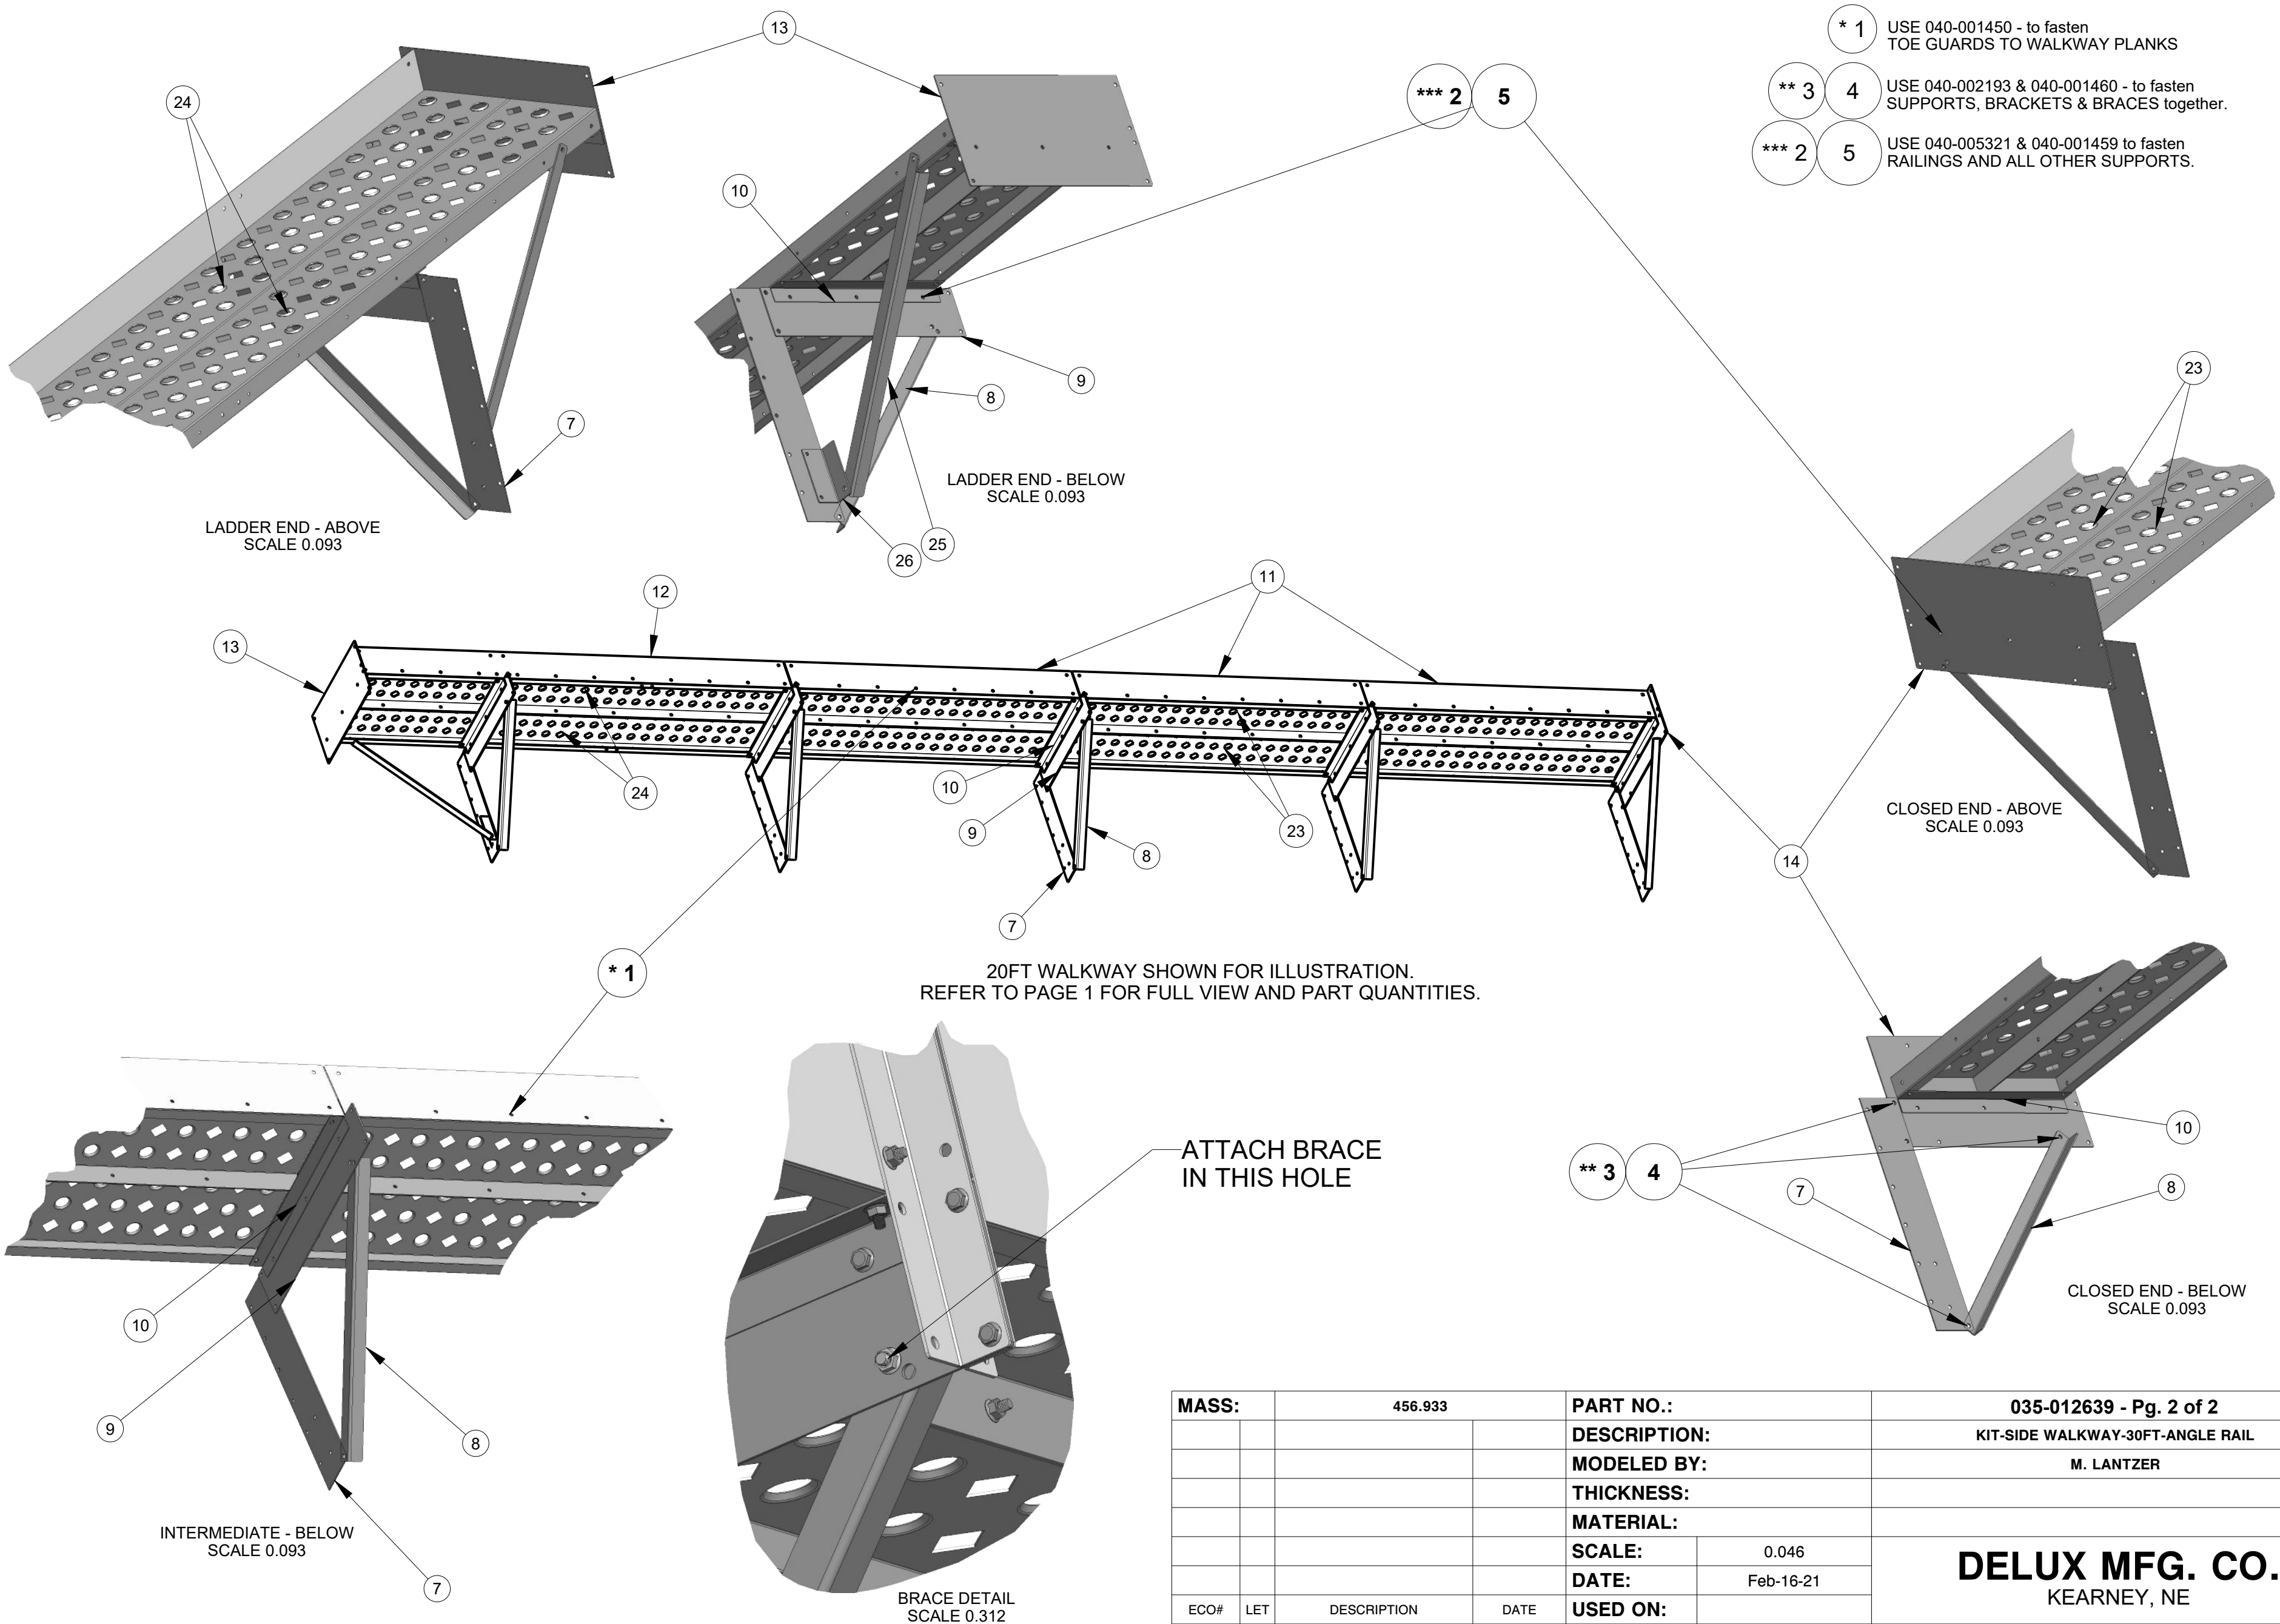 * 1 USE 040-001450 - to fasten
TOE GUARDS TO WALKWAY PLANKS
** 3 4 USE 040-002193 & 040-001460 - to fasten
SUPPORTS, BRACKETS & BRACES together.
*** 2 5 USE 040-005321 & 040-001459 to fasten
RAILINGS AND ALL OTHER SUPPORTS.
13
24
*** 2 5
10
7
9
8
25
26
LADDER END - ABOVE
SCALE 0.093
LADDER END - BELOW
SCALE 0.093
23
CLOSED END - ABOVE
SCALE 0.093
14
13
12
11
24
10
9
8
7
23
* 1
20FT WALKWAY SHOWN FOR ILLUSTRATION.
REFER TO PAGE 1 FOR FULL VIEW AND PART QUANTITIES.
10
9
8
7
INTERMEDIATE - BELOW
SCALE 0.093
ATTACH BRACE
IN THIS HOLE
BRACE DETAIL
SCALE 0.312
** 3 4
10
7
8
CLOSED END - BELOW
SCALE 0.093
MASS: 456.933 PART NO.: 035-012639 - Pg. 2 of 2
DESCRIPTION: KIT-SIDE WALKWAY-30FT-ANGLE RAIL
MODELED BY: M. LANTZER
THICKNESS:
MATERIAL:
SCALE: 0.046
DATE: Feb-16-21
DELUX MFG. CO.
KEARNEY, NE
ECO# LET DESCRIPTION DATE USED ON: